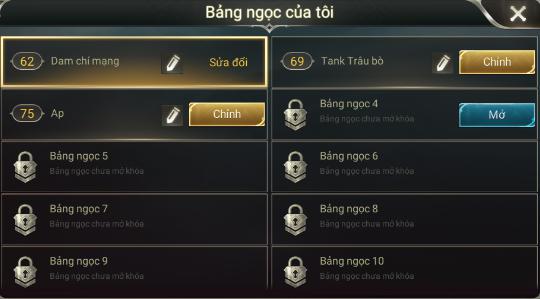 Bảng ngọc của tôi
62 Dam chí mạng Sửa đổi
69 Tank Trâu bò Chỉnh
75 Ap Chỉnh
Bảng ngọc 4
Bảng ngọc chưa mở khóa
Mở
Bảng ngọc 5
Bảng ngọc chưa mở khóa
Bảng ngọc 6
Bảng ngọc chưa mở khóa
Bảng ngọc 7
Bảng ngọc chưa mở khóa
Bảng ngọc 8
Bảng ngọc chưa mở khóa
Bảng ngọc 9
Bảng ngọc chưa mở khóa
Bảng ngọc 10
Bảng ngọc chưa mở khóa